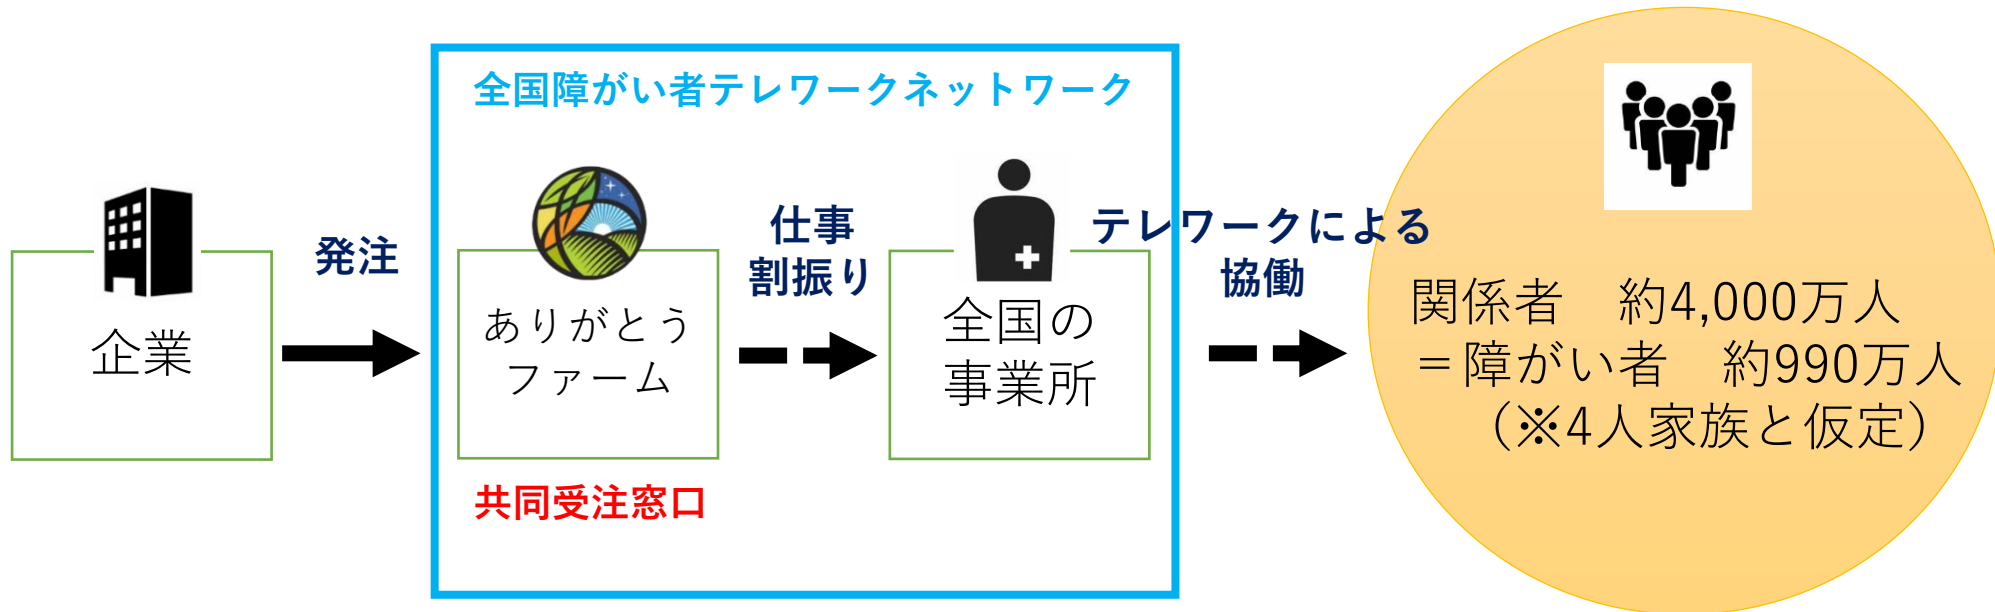 全国障がい者テレワークネットワーク
企業
発注
ありがとう
ファーム
共同受注窓口
仕事
割振り
全国の
事業所
テレワークによる
協働
関係者　約4,000万人
＝障がい者　約990万人
（※4人家族と仮定）